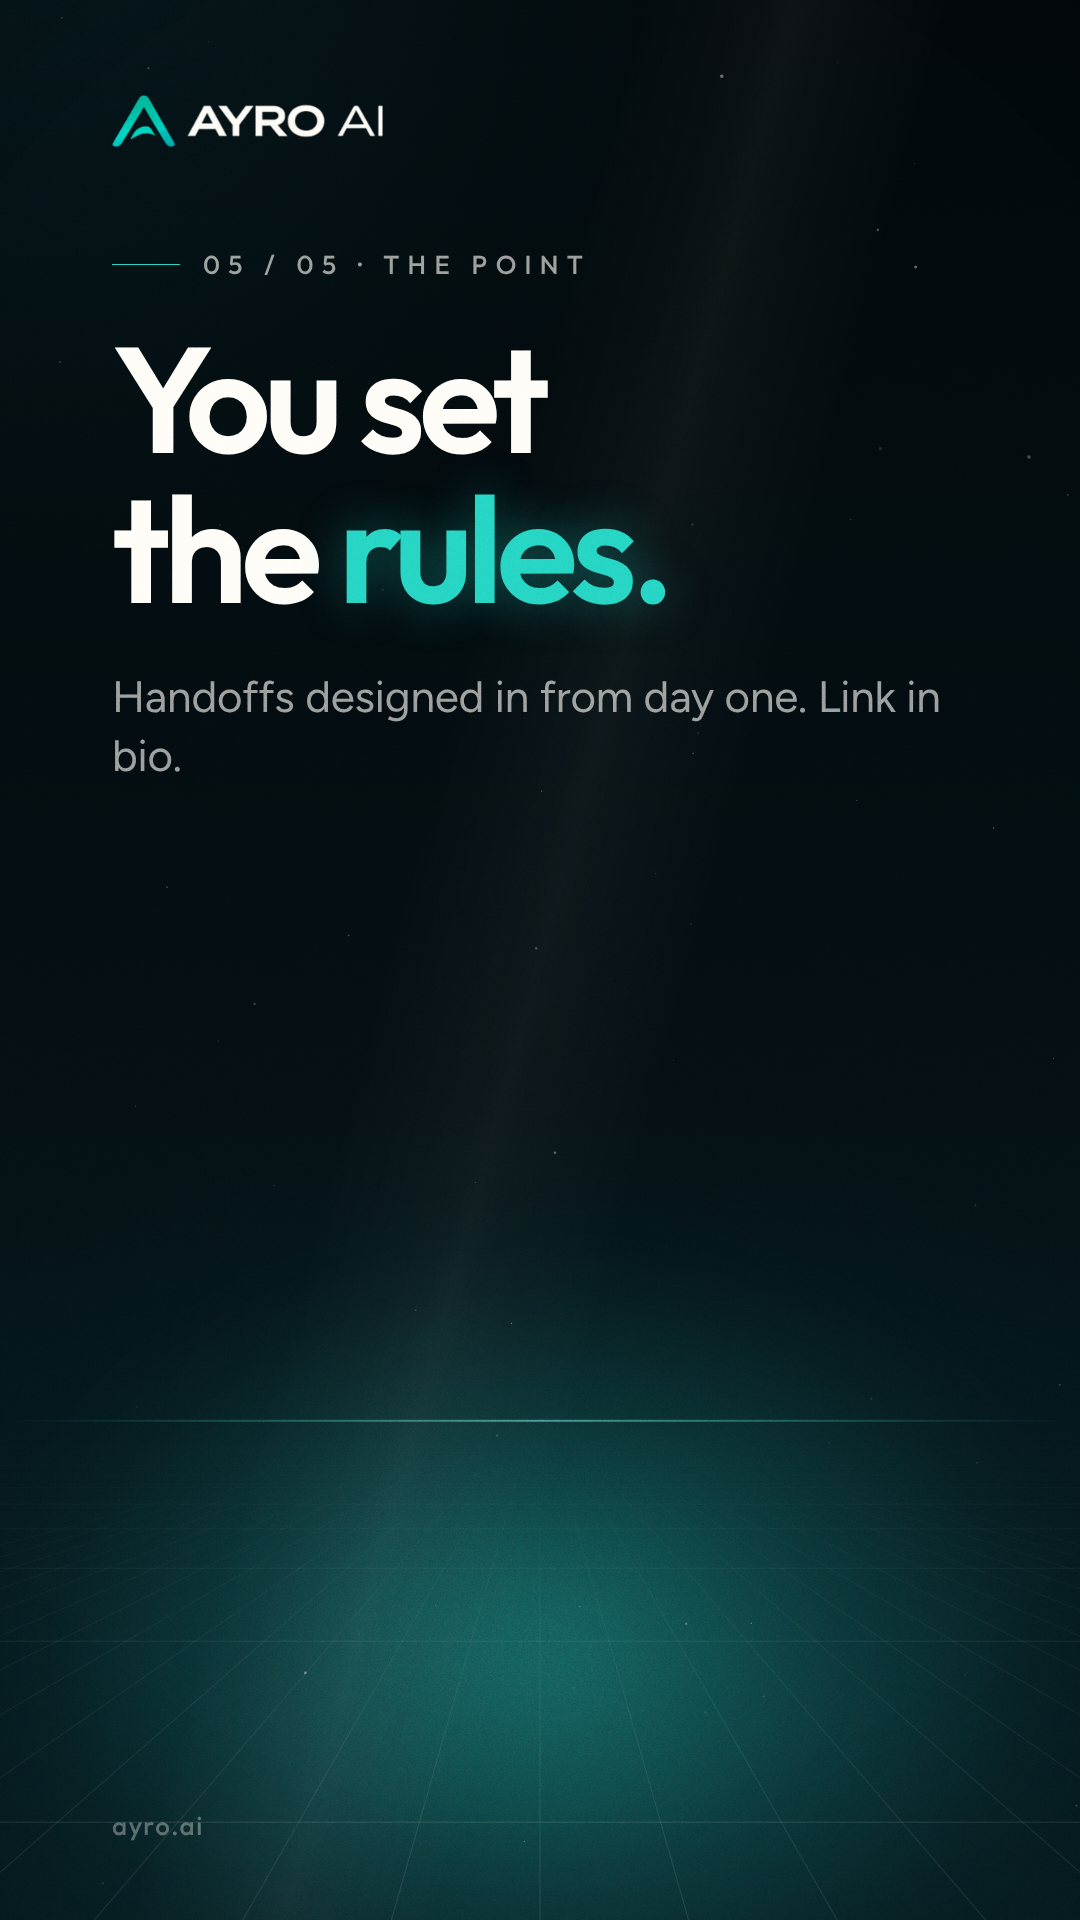 AYRO AI
05 / 05 · THE POINT
You set
the rules.
Handoffs designed in from day one. Link in
bio.
ayro.ai